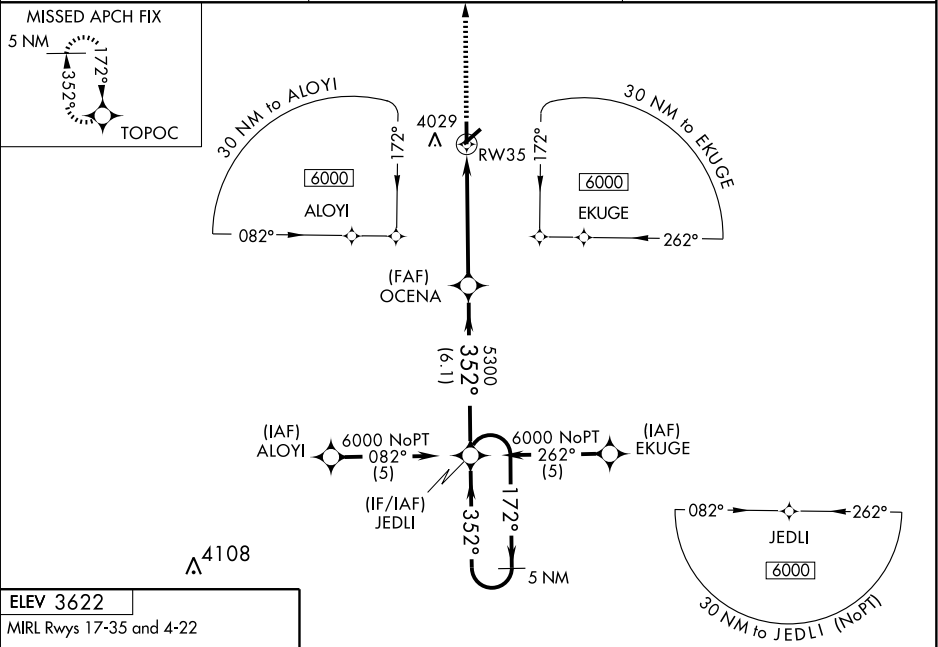 MISSED APCH FIX
5 NM
172°
352°
TOPOC
30 NM to ALOYI
6000
ALOYI
172°
082°
4029
RW35
30 NM to EKUGE
172°
6000
EKUGE
262°
(FAF)
OCENA
5300
352°
(6.1)
(IAF)
ALOYI
6000 NoPT
082°
(5)
6000 NoPT
262°
(5)
(IAF)
EKUGE
(IF/IAF)
JEDLI
352°
172°
5 NM
4108
082°
262°
JEDLI
6000
30 NM to JEDLI (NoPT)
ELEV 3622
MIRL Rwys 17-35 and 4-22